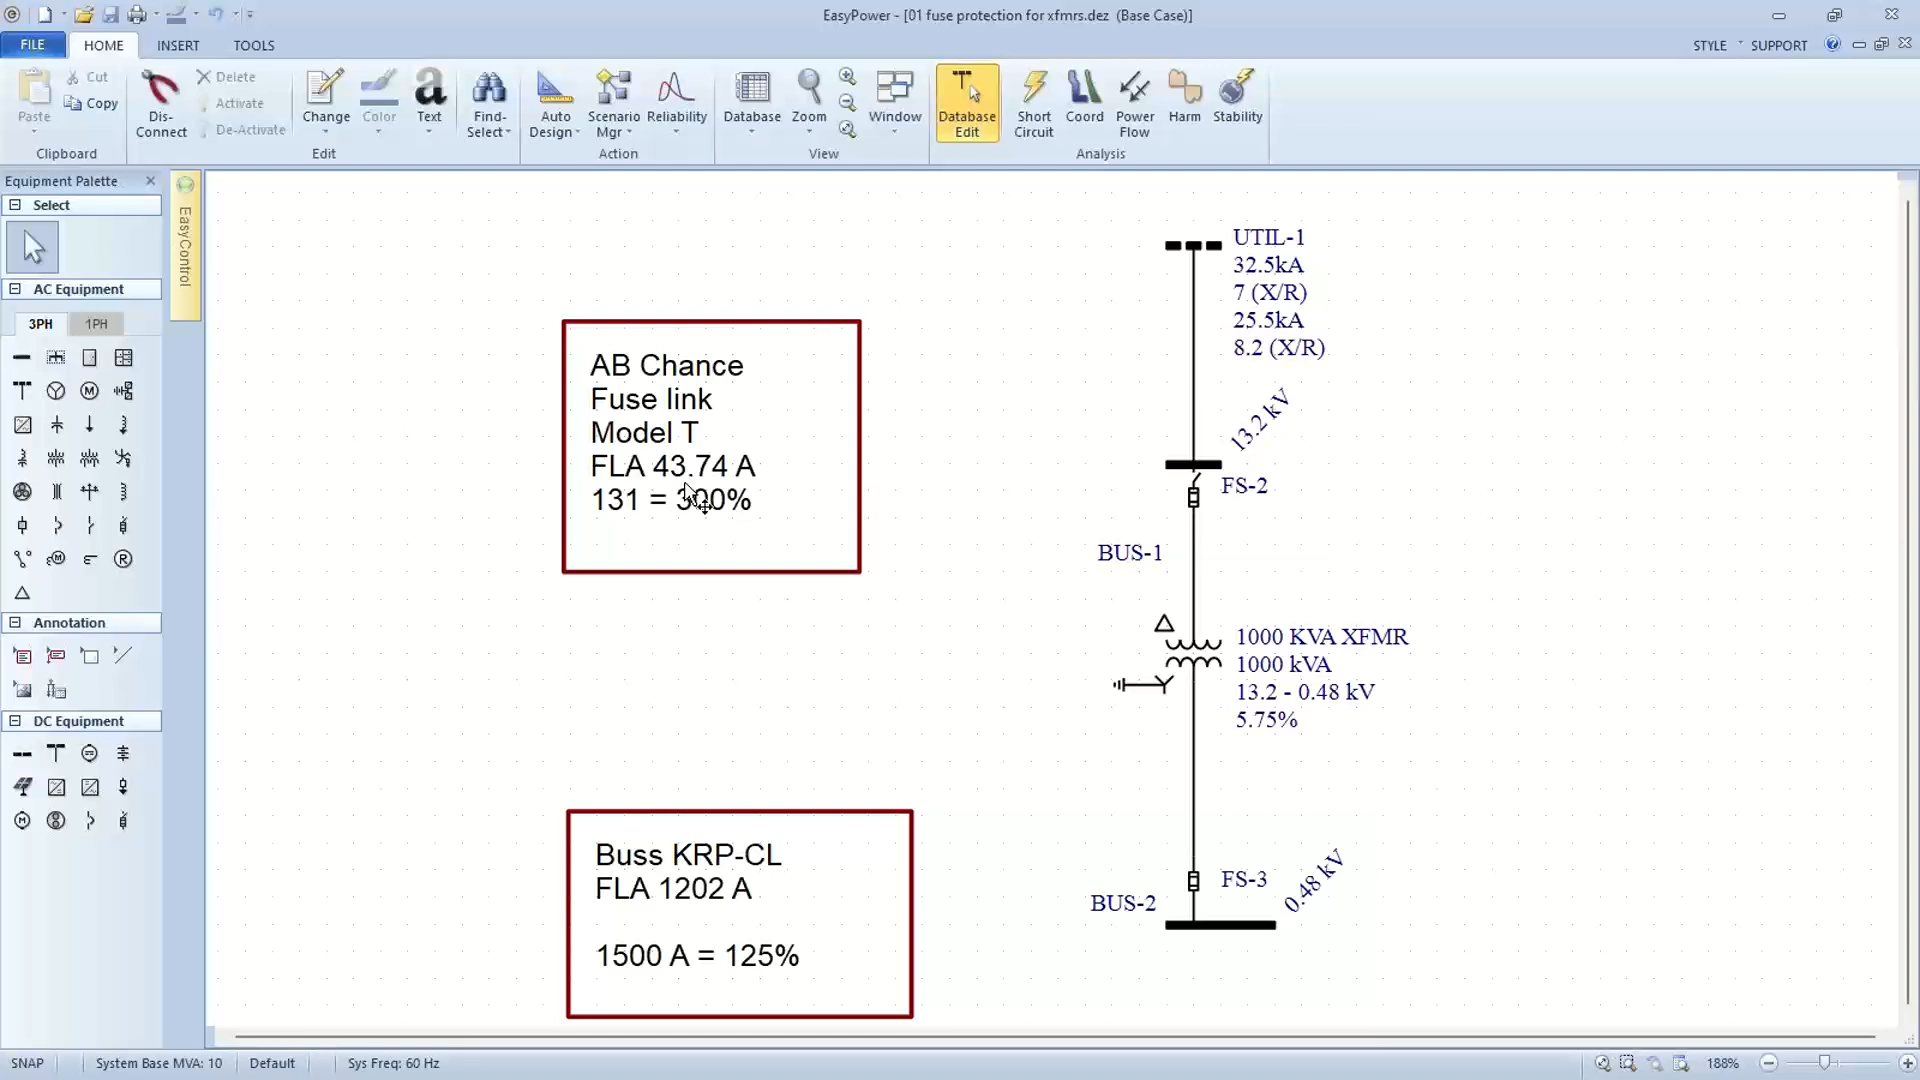 EasyPower - [01 fuse protection for xfmrs.dez (Base Case)]
FILE
HOME
INSERT
TOOLS
STYLE
SUPPORT
Paste
Cut
Copy
Clipboard
Dis-
Connect
Delete
Activate
De-Activate
Change
Color
Text
Find-
Select
Edit
Auto
Design
Scenario
Mgr
Reliability
Action
Database
Zoom
Window
View
Database
Edit
Short
Circuit
Coord
Power
Flow
Harm
Stability
Analysis
Equipment Palette
Select
AC Equipment
3PH
1PH
Annotation
DC Equipment
EasyControl
AB Chance
Fuse link
Model T
FLA 43.74 A
131 = 300%
Buss KRP-CL
FLA 1202 A
1500 A = 125%
UTIL-1
32.5kA
7 (X/R)
25.5kA
8.2 (X/R)
13.2 kV
FS-2
BUS-1
1000 KVA XFMR
1000 kVA
13.2 - 0.48 kV
5.75%
FS-3
0.48 kV
BUS-2
SNAP
System Base MVA: 10
Default
Sys Freq: 60 Hz
188%